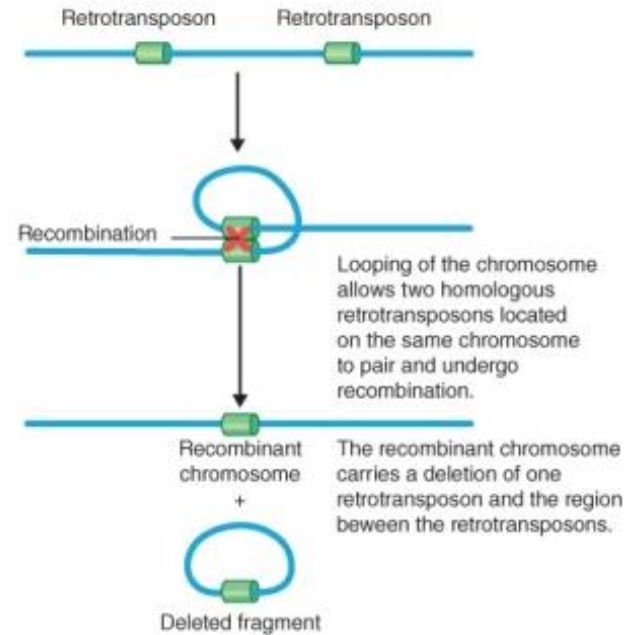 Retrotransposon Retrotransposon
Recombination
Looping of the chromosome
allows two homologous
retrotransposons located
on the same chromosome
to pair and undergo
recombination.
Recombinant
chromosome
+
The recombinant chromosome
carries a deletion of one
retrotransposon and the region
beween the retrotransposons.
Deleted fragment